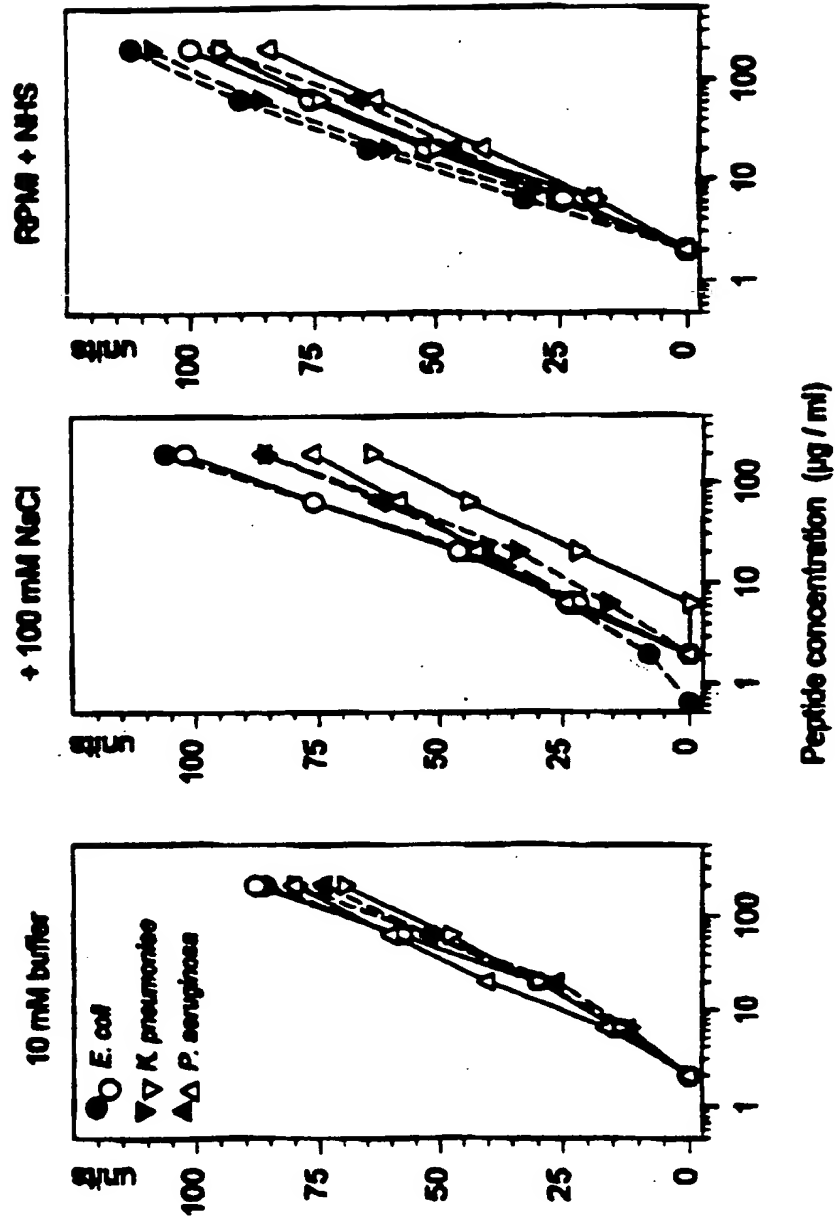 10 mM buffer
units
100
75
50
25
0
E. coli
K. pneumoniae
P. aeruginosa
1 10 100
+ 100 mM NaCl
units
100
75
50
25
0
1 10 100
RPMI + NHS
units
100
75
50
25
0
1 10 100
Peptide concentration (µg / ml)